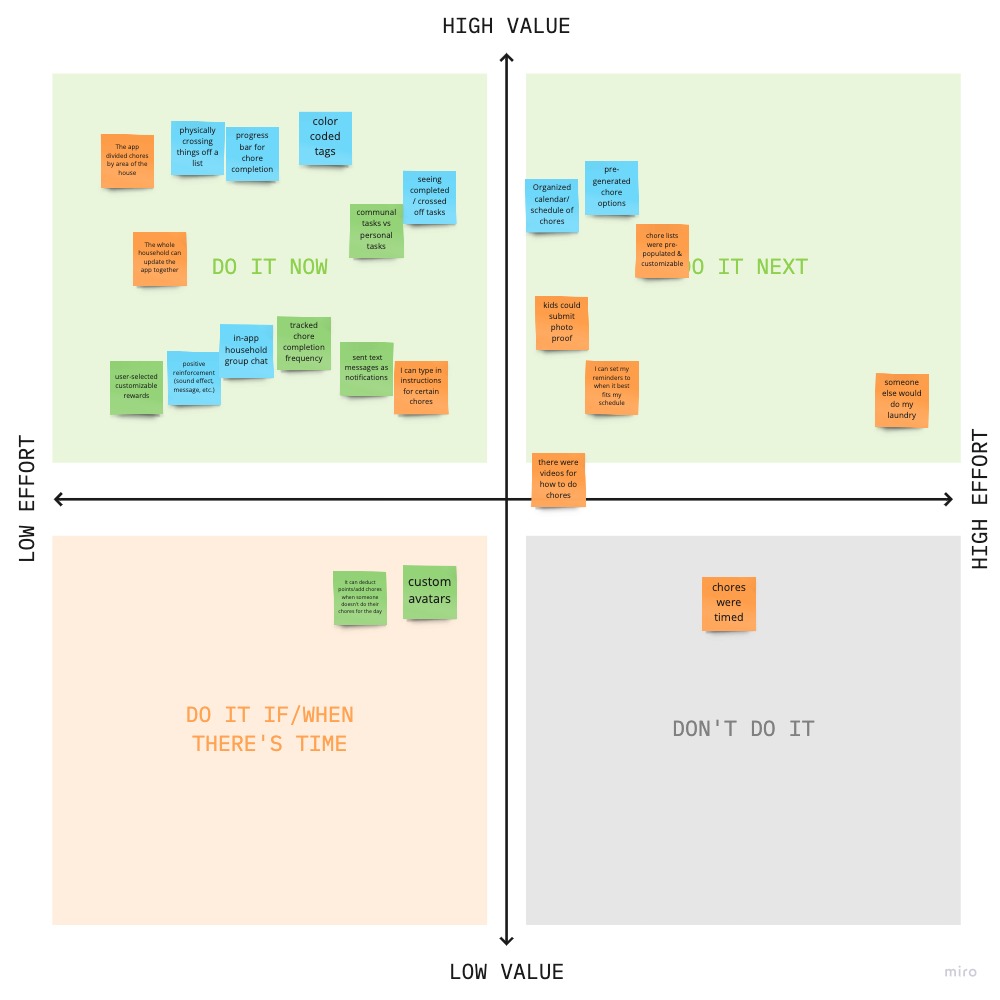 HIGH VALUE
The app
divided chores
by area of the
house
physically
crossing
things off a
list
progress
bar for
chore
completion
color
coded
tags
seeing
completed
/ crossed
off tasks
communal
tasks vs
personal
tasks
The whole
household can
update the
app together
DO IT NOW
user-selected
customizable
rewards
positive
reinforcement
(sound effect,
message, etc.)
in-app
household
group chat
tracked
chore
completion
frequency
sent text
messages as
notifications
I can type in
instructions
for certain
chores
Organized
calendar/
schedule of
chores
pre-
generated
chore
options
chore lists
were pre-
populated &
customizable
DO IT NEXT
kids could
submit
photo
proof
I can set my
reminders to
when it best
fits my
schedule
someone
else would
do my
laundry
there were
videos for
how to do
chores
LOW EFFORT
HIGH EFFORT
it can deduct
points/add chores
when someone
doesn't do their
chores for the day
custom
avatars
DO IT IF/WHEN
THERE'S TIME
chores
were
timed
DON'T DO IT
LOW VALUE
miro